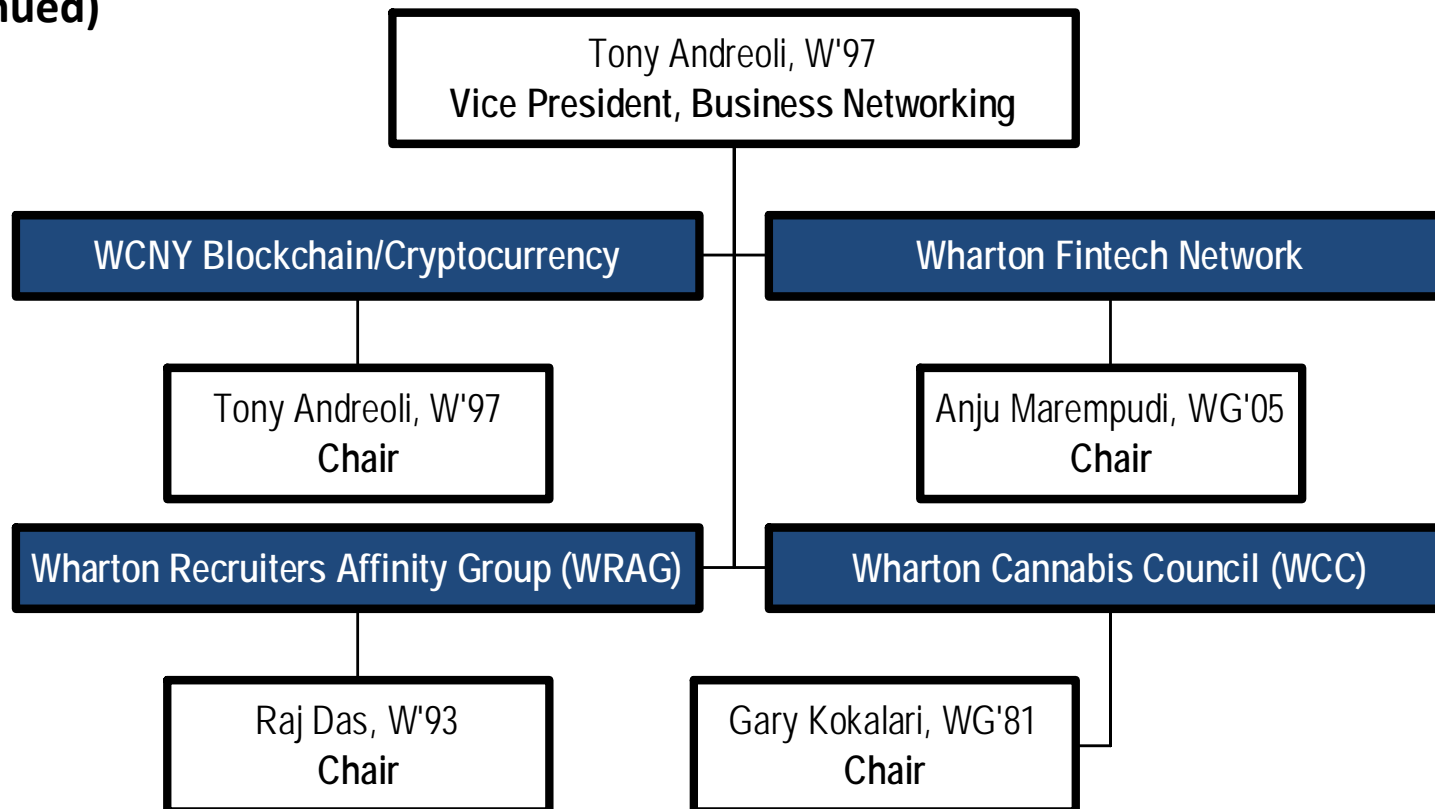 nued)
Tony Andreoli, W'97
Vice President, Business Networking
WCNY Blockchain/Cryptocurrency
Wharton Fintech Network
Tony Andreoli, W'97
Chair
Anju Marempudi, WG'05
Chair
Wharton Recruiters Affinity Group (WRAG)
Wharton Cannabis Council (WCC)
Raj Das, W'93
Chair
Gary Kokalari, WG'81
Chair